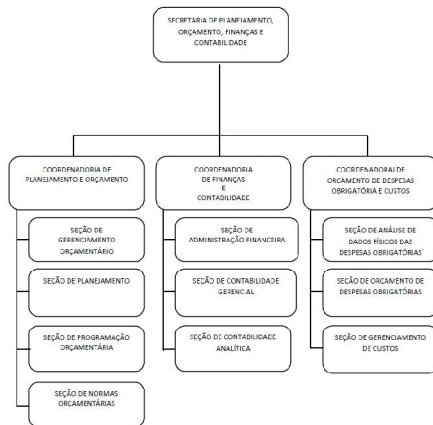 SECRETARIA DE PLANEJAMENTO,
ORÇAMENTO, FINANÇAS E
CONTABILIDADE
COORDENADORIA DE
PLANEJAMENTO E ORÇAMENTO
SEÇÃO DE
GERENCIAMENTO
ORÇAMENTÁRIO
SEÇÃO DE PLANEJAMENTO
SEÇÃO DE PROGRAMAÇÃO
ORÇAMENTÁRIA
SEÇÃO DE NORMAS
ORÇAMENTÁRIAS
COORDENADORIA
DE FINANÇAS
E
CONTABILIDADE
SEÇÃO DE
ADMINISTRAÇÃO FINANCEIRA
SEÇÃO DE CONTABILIDADE
GERENCIAL
SEÇÃO DE CONTABILIDADE
ANALÍTICA
COORDENADORAI DE
ORCAMENTO DE DESPESAS
OBRIGATÓRIA E CUSTOS
SEÇÃO DE ANÁLISE DE
DADOS FÍSICOS DAS
DESPESAS OBRIGATÓRIAS
SEÇÃO DE ORÇAMENTO DE
DESPESAS OBRIGATÓRIAS
SEÇÃO DE GERENCIAMENTO
DE CUSTOS